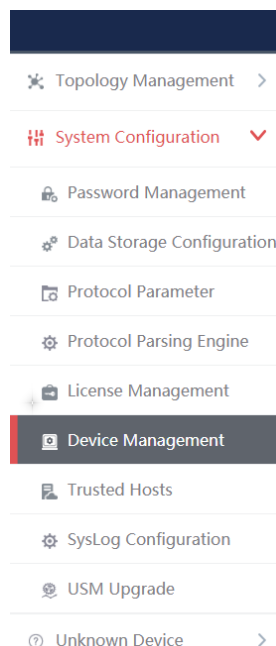 Topology Management
System Configuration
Password Management
Data Storage Configuration
Protocol Parameter
Protocol Parsing Engine
License Management
Device Management
Trusted Hosts
SysLog Configuration
USM Upgrade
Unknown Device